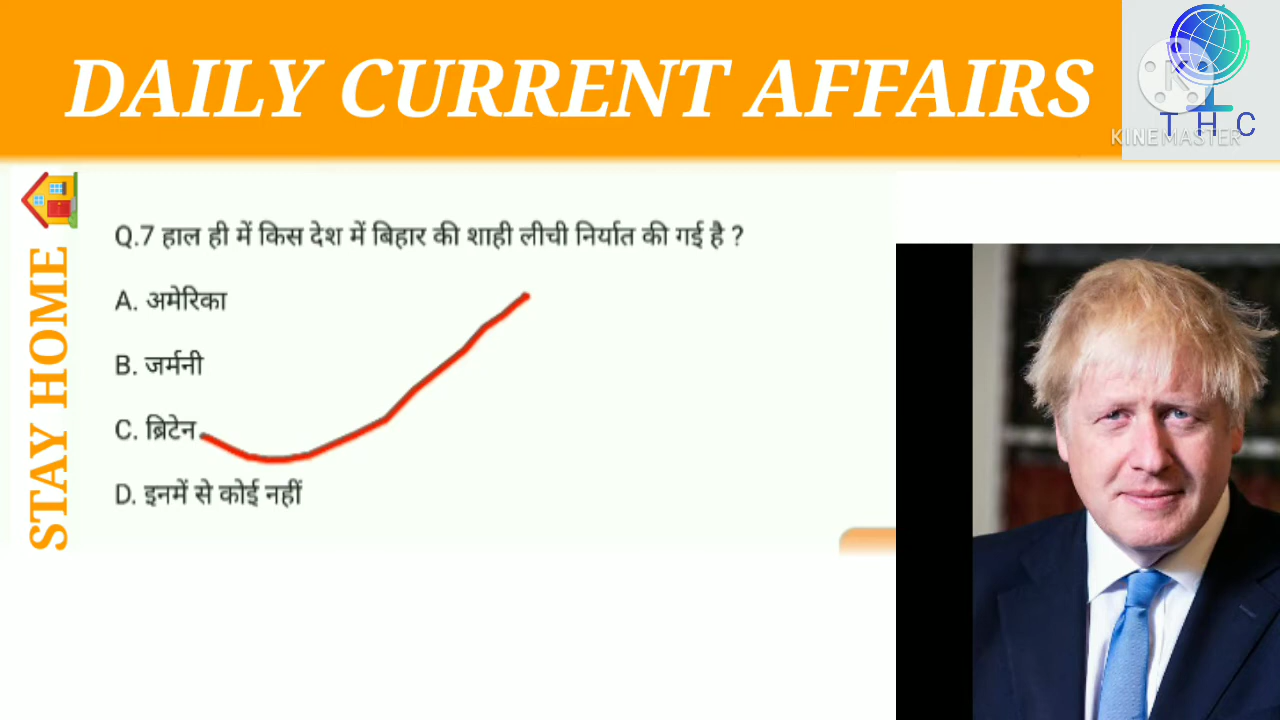 DAILY CURRENT AFFAIRS
T H C
KINEMASTER
STAY HOME
Q.7 हाल ही में किस देश में बिहार की शाही लीची निर्यात की गई है ?
A. अमेरिका
B. जर्मनी
C. ब्रिटेन
D. इनमें से कोई नहीं